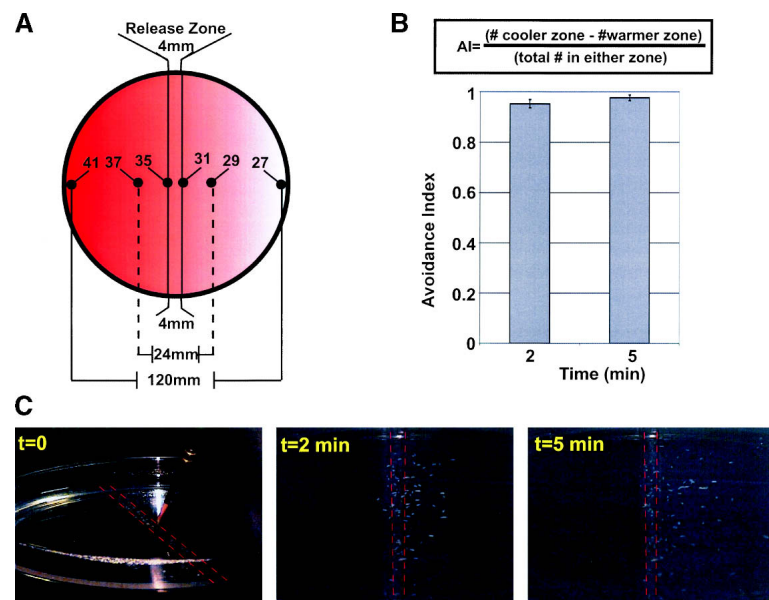 A
Release Zone
4mm
41 37 35 31 29 27
4mm
24mm
120mm
B
AI= (# cooler zone - #warmer zone)
(total # in either zone)
1
0.8
0.6
0.4
0.2
0
Avoidance Index
2 5
Time (min)
C
t=0 t=2 min t=5 min